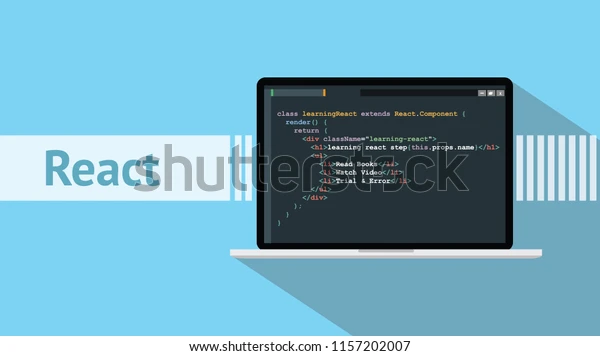 React
class learningReact extends React.Component {
render() {
return (
<div className="learning-react">
<h1>learning react step{this.props.name}</h1>
<ul>
<li>Read Books</li>
<li>Watch Video</li>
<li>Trial & Error</li>
</ul>
</div>
);
}
}
shutterstock
shutterstock.com · 1157202007